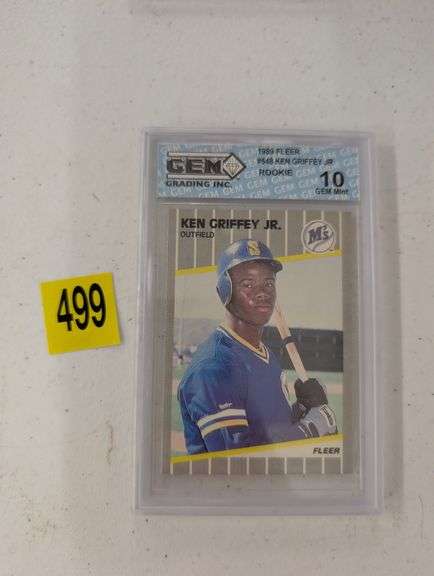 1989 FLEER
#548 KEN GRIFFEY JR
ROOKIE
10
GEM Mint
GEM
GRADING INC.
KEN GRIFFEY JR.
OUTFIELD
M's
S
FLEER
499